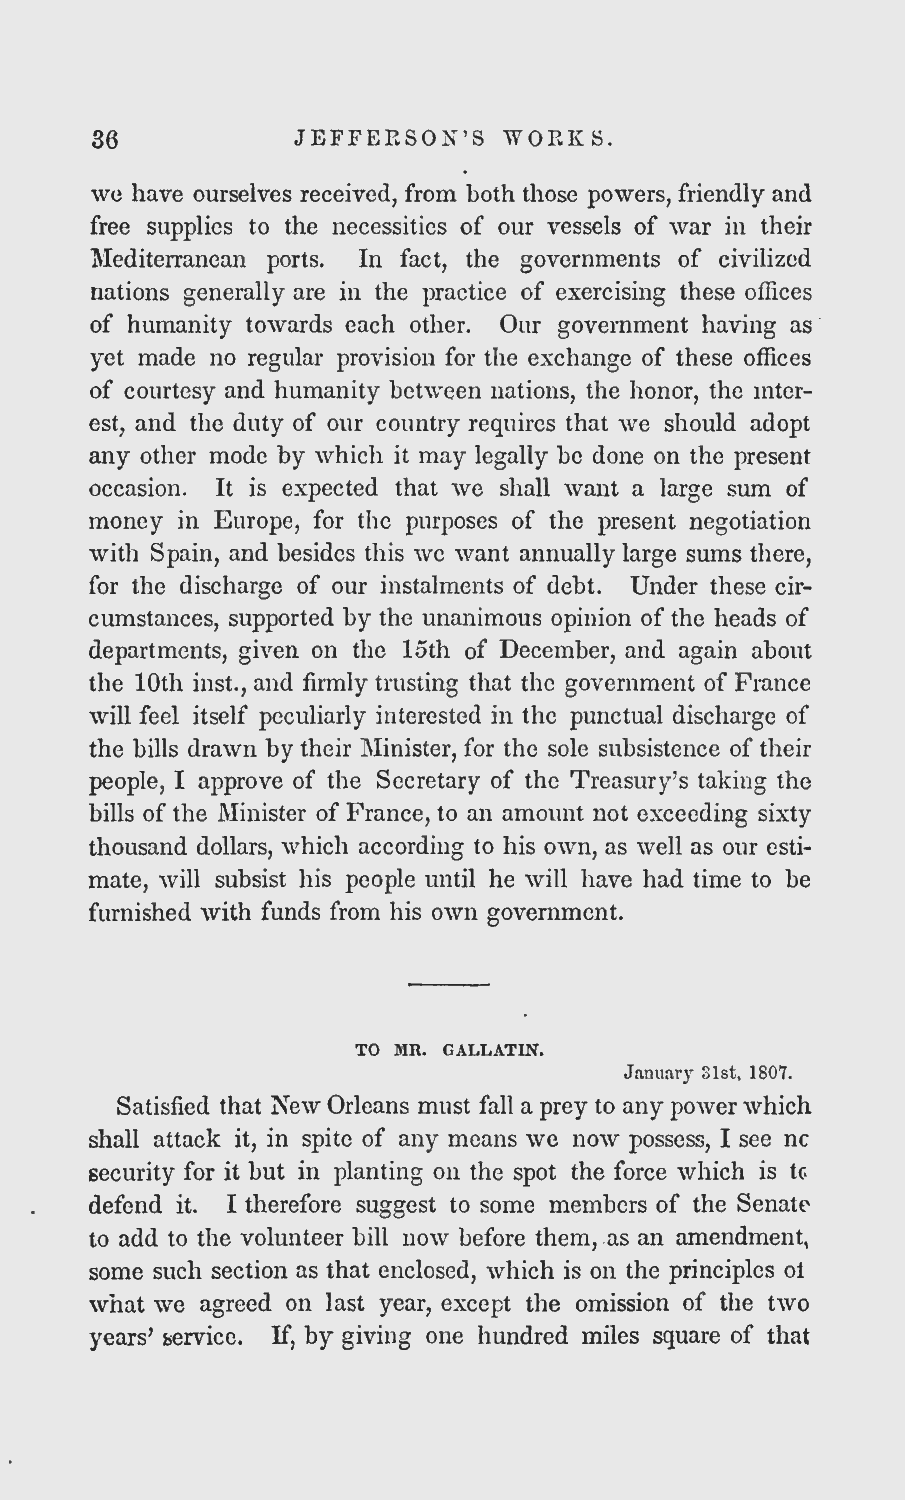 36 JEFFERSON'S WORKS.
we have ourselves received, from both those powers, friendly and
free supplies to the necessities of our vessels of war in their
Mediterranean ports. In fact, the governments of civilized
nations generally are in the practice of exercising these offices
of humanity towards each other. Our government having as
yet made no regular provision for the exchange of these offices
of courtesy and humanity between nations, the honor, the inter-
est, and the duty of our country requires that we should adopt
any other mode by which it may legally be done on the present
occasion. It is expected that we shall want a large sum of
money in Europe, for the purposes of the present negotiation
with Spain, and besides this we want annually large sums there,
for the discharge of our instalments of debt. Under these cir-
cumstances, supported by the unanimous opinion of the heads of
departments, given on the 15th of December, and again about
the 10th inst., and firmly trusting that the government of France
will feel itself peculiarly interested in the punctual discharge of
the bills drawn by their Minister, for the sole subsistence of their
people, I approve of the Secretary of the Treasury's taking the
bills of the Minister of France, to an amount not exceeding sixty
thousand dollars, which according to his own, as well as our esti-
mate, will subsist his people until he will have had time to be
furnished with funds from his own government.
TO MR. GALLATIN.
January 31st, 1807.
Satisfied that New Orleans must fall a prey to any power which
shall attack it, in spite of any means we now possess, I see no
security for it but in planting on the spot the force which is to
defend it. I therefore suggest to some members of the Senate
to add to the volunteer bill now before them, as an amendment,
some such section as that enclosed, which is on the principles of
what we agreed on last year, except the omission of the two
years' service. If, by giving one hundred miles square of that